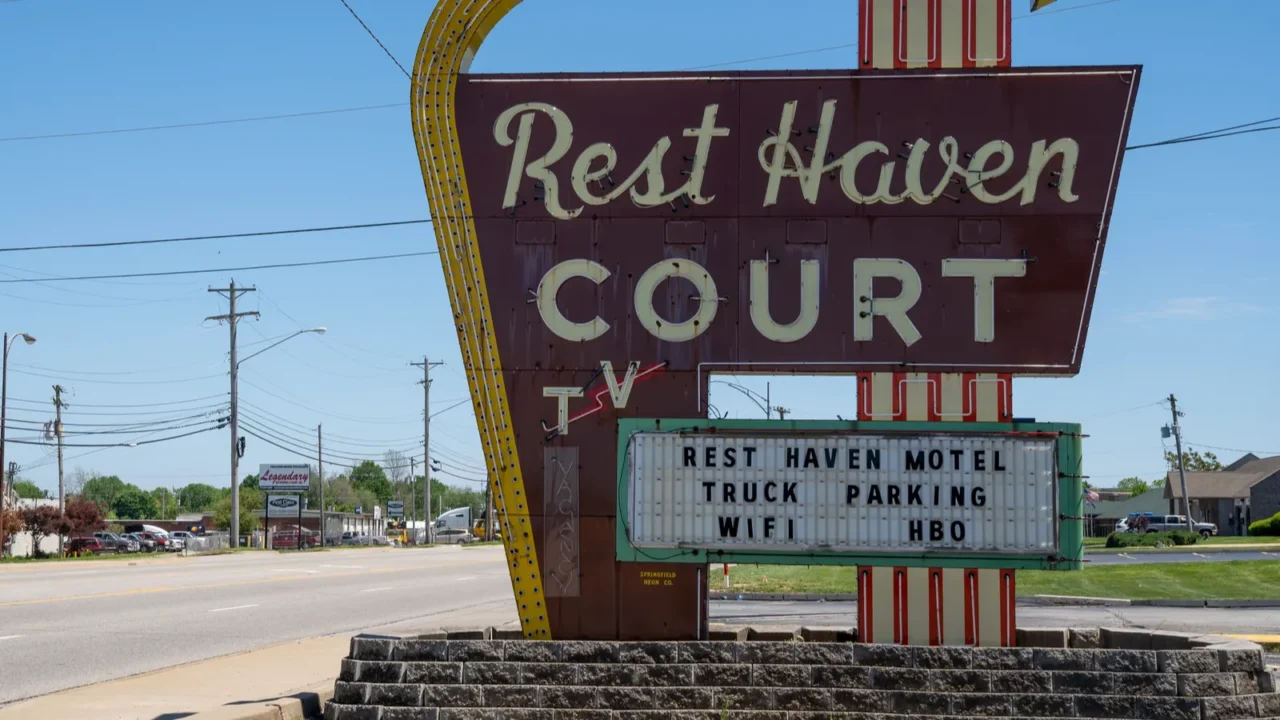 Rest Haven
COURT
TV
REST HAVEN MOTEL
TRUCK PARKING
WIFI HBO
VACANCY
SPRINGFIELD
NEON CO.
Legendary